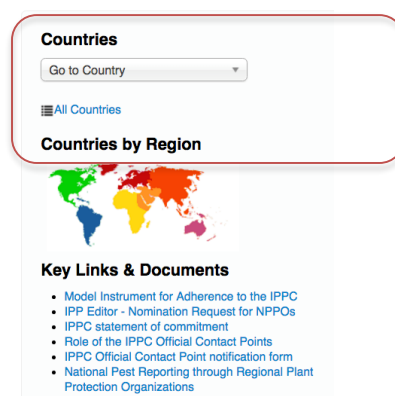 Countries
Go to Country
All Countries
Countries by Region
Key Links & Documents
Model Instrument for Adherence to the IPPC
IPP Editor - Nomination Request for NPPOs
IPPC statement of commitment
Role of the IPPC Official Contact Points
IPPC Official Contact Point notification form
National Pest Reporting through Regional Plant
Protection Organizations